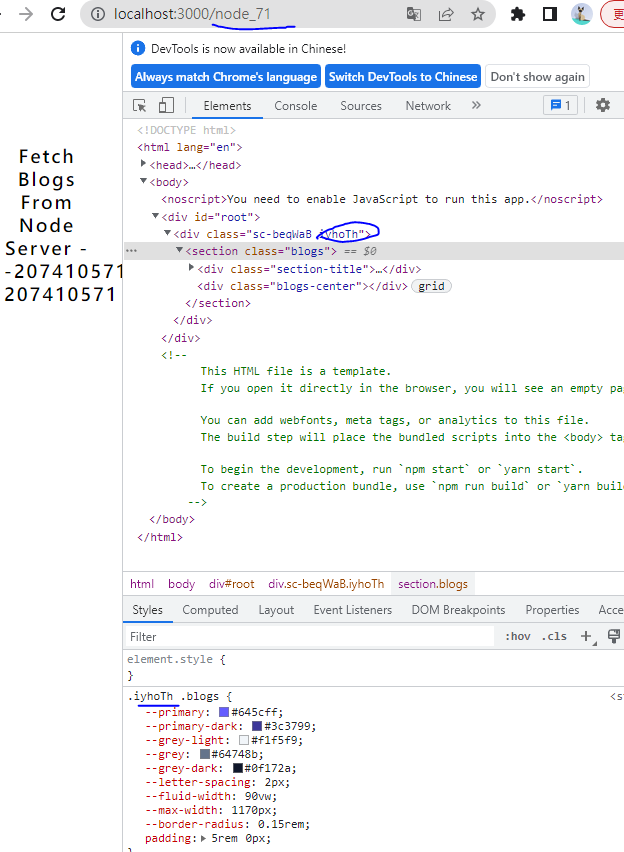 localhost:3000/node_71
DevTools is now available in Chinese!
Always match Chrome's language
Switch DevTools to Chinese
Don't show again
Elements
Console
Sources
Network
1
Fetch
Blogs
From
Node
Server -
-207410571
207410571
<!DOCTYPE html>
<html lang="en">
<head>…</head>
<body>
<noscript>You need to enable JavaScript to run this app.</noscript>
<div id="root">
<div class="sc-beqWaB iyhoTh">
<section class="blogs"> == $0
<div class="section-title">…</div>
<div class="blogs-center"></div> grid
</section>
</div>
</div>
<!--
This HTML file is a template.
If you open it directly in the browser, you will see an empty pa
You can add webfonts, meta tags, or analytics to this file.
The build step will place the bundled scripts into the <body> ta
To begin the development, run `npm start` or `yarn start`.
To create a production bundle, use `npm run build` or `yarn buil
-->
</body>
</html>
html body div#root div.sc-beqWaB.iyhoTh section.blogs
Styles Computed Layout Event Listeners DOM Breakpoints Properties Acce
Filter :hov .cls +
element.style {
}
.iyhoTh .blogs { <st
--primary: #645cff;
--primary-dark: #3c3799;
--grey-light: #f1f5f9;
--grey: #64748b;
--grey-dark: #0f172a;
--letter-spacing: 2px;
--fluid-width: 90vw;
--max-width: 1170px;
--border-radius: 0.15rem;
padding: 5rem 0px;
}